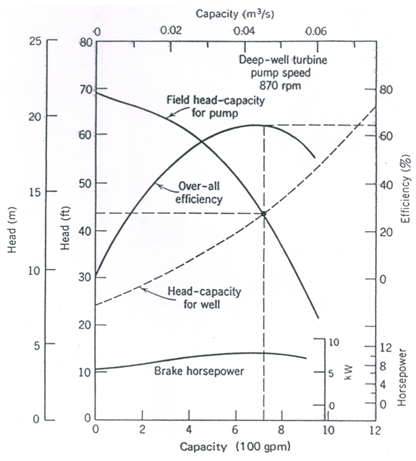 Capacity (m³/s)
0 0.02 0.04 0.06
25 80 80
Deep-well turbine
pump speed
870 rpm
70
Field head-capacity
for pump
20
60 60
50
Over-all
efficiency
40
15
40
20
Head (m)
Head (ft)
Efficiency (%)
10 30 0
Head-capacity
for well
20
5
10
Brake horsepower
10
5
0
kW
12
8
4
0
Horsepower
0 0
0 2 4 6 8 10 12
Capacity (100 gpm)